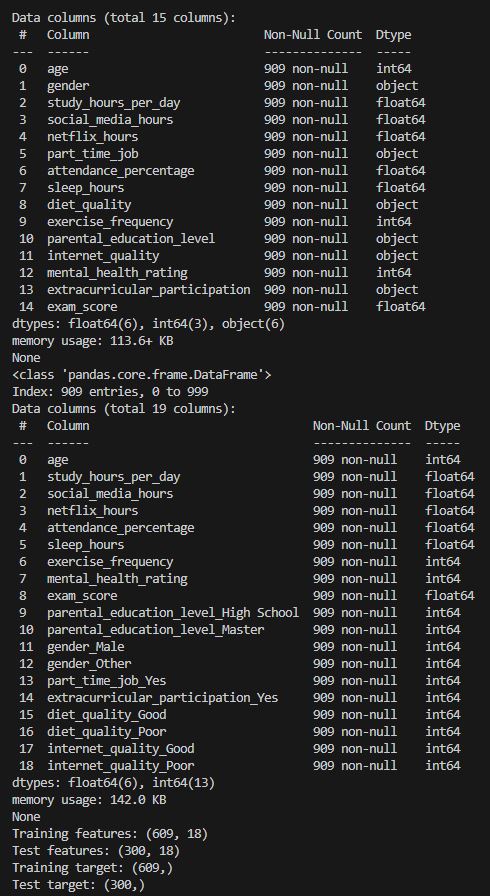 Data columns (total 15 columns):
 #   Column                         Non-Null Count  Dtype
---  ------                         --------------  -----
 0   age                            909 non-null    int64
 1   gender                         909 non-null    object
 2   study_hours_per_day            909 non-null    float64
 3   social_media_hours             909 non-null    float64
 4   netflix_hours                  909 non-null    float64
 5   part_time_job                  909 non-null    object
 6   attendance_percentage          909 non-null    float64
 7   sleep_hours                    909 non-null    float64
 8   diet_quality                   909 non-null    object
 9   exercise_frequency             909 non-null    int64
 10  parental_education_level       909 non-null    object
 11  internet_quality               909 non-null    object
 12  mental_health_rating           909 non-null    int64
 13  extracurricular_participation  909 non-null    object
 14  exam_score                     909 non-null    float64
dtypes: float64(6), int64(3), object(6)
memory usage: 113.6+ KB
None
<class 'pandas.core.frame.DataFrame'>
Index: 909 entries, 0 to 999
Data columns (total 19 columns):
 #   Column                                Non-Null Count  Dtype
---  ------                                --------------  -----
 0   age                                   909 non-null    int64
 1   study_hours_per_day                   909 non-null    float64
 2   social_media_hours                    909 non-null    float64
 3   netflix_hours                         909 non-null    float64
 4   attendance_percentage                 909 non-null    float64
 5   sleep_hours                           909 non-null    float64
 6   exercise_frequency                    909 non-null    int64
 7   mental_health_rating                  909 non-null    int64
 8   exam_score                            909 non-null    float64
 9   parental_education_level_High School  909 non-null    int64
 10  parental_education_level_Master       909 non-null    int64
 11  gender_Male                           909 non-null    int64
 12  gender_Other                          909 non-null    int64
 13  part_time_job_Yes                     909 non-null    int64
 14  extracurricular_participation_Yes     909 non-null    int64
 15  diet_quality_Good                     909 non-null    int64
 16  diet_quality_Poor                     909 non-null    int64
 17  internet_quality_Good                 909 non-null    int64
 18  internet_quality_Poor                 909 non-null    int64
dtypes: float64(6), int64(13)
memory usage: 142.0 KB
None
Training features: (609, 18)
Test features: (300, 18)
Training target: (609,)
Test target: (300,)